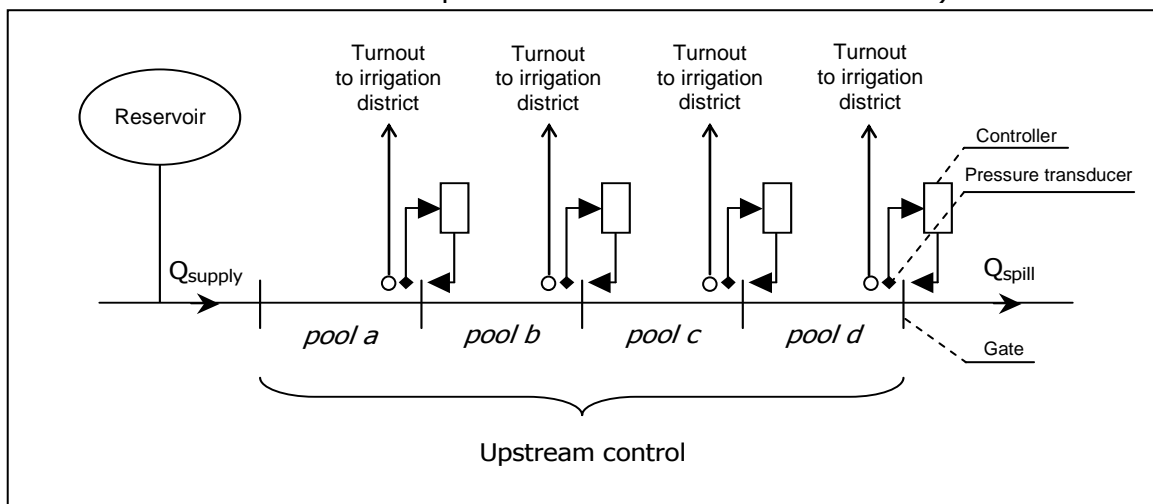 Turnout
to irrigation
district
Turnout
to irrigation
district
Turnout
to irrigation
district
Turnout
to irrigation
district
Reservoir
Controller
Pressure transducer
Qsupply
Qspill
pool a
pool b
pool c
pool d
Gate
Upstream control